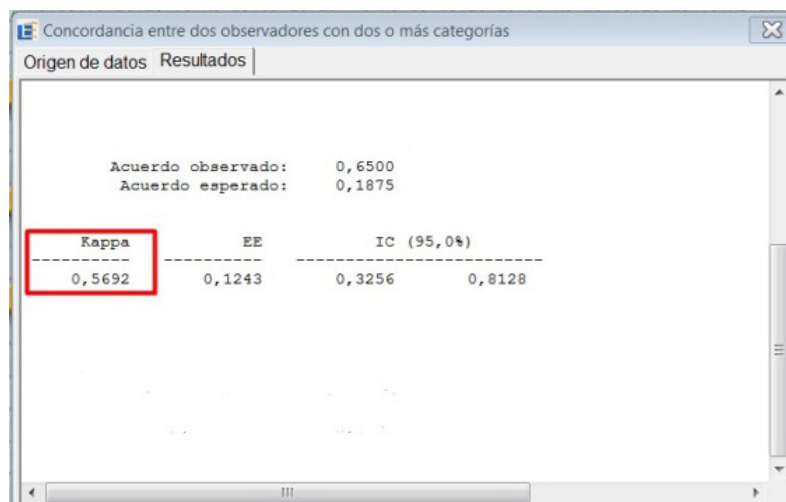 Concordancia entre dos observadores con dos o más categorías
Origen de datos Resultados
Acuerdo observado: 0,6500
Acuerdo esperado: 0,1875
Kappa EE IC (95,0%)
---------- ---------- -------------------------
0,5692 0,1243 0,3256 0,8128